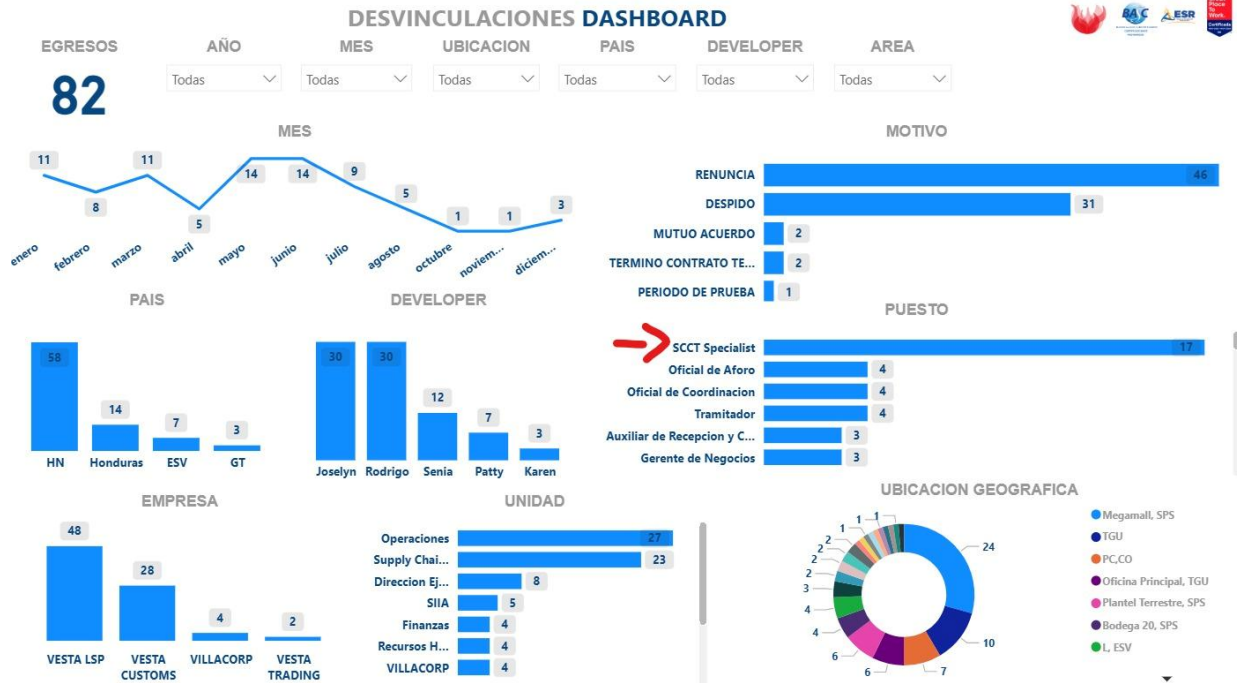 DESVINCULACIONES DASHBOARD
BASC
ESR
Place
To
Work.
EGRESOS
82
AÑO
Todas
MES
Todas
UBICACION
Todas
PAIS
Todas
DEVELOPER
Todas
AREA
Todas
MES
11
8
11
5
14
14
9
5
1
1
3
enero
febrero
marzo
abril
mayo
junio
julio
agosto
octubre
noviem...
diciem...
MOTIVO
RENUNCIA 46
DESPIDO 31
MUTUO ACUERDO 2
TERMINO CONTRATO TE... 2
PERIODO DE PRUEBA 1
PAIS
58
14
7
3
HN
Honduras
ESV
GT
DEVELOPER
30
30
12
7
3
Joselyn
Rodrigo
Senia
Patty
Karen
PUESTO
SCCT Specialist 17
Oficial de Aforo 4
Oficial de Coordinacion 4
Tramitador 4
Auxiliar de Recepcion y C... 3
Gerente de Negocios 3
EMPRESA
48
28
4
2
VESTA LSP
VESTA CUSTOMS
VILLACORP
VESTA TRADING
UNIDAD
Operaciones 27
Supply Chai... 23
Direccion Ej... 8
SIIA 5
Finanzas 4
Recursos H... 4
VILLACORP 4
UBICACION GEOGRAFICA
24
10
7
6
6
4
4
3
2
2
2
1
1
1
Megamall, SPS
TGU
PC,CO
Oficina Principal, TGU
Plantel Terrestre, SPS
Bodega 20, SPS
L, ESV